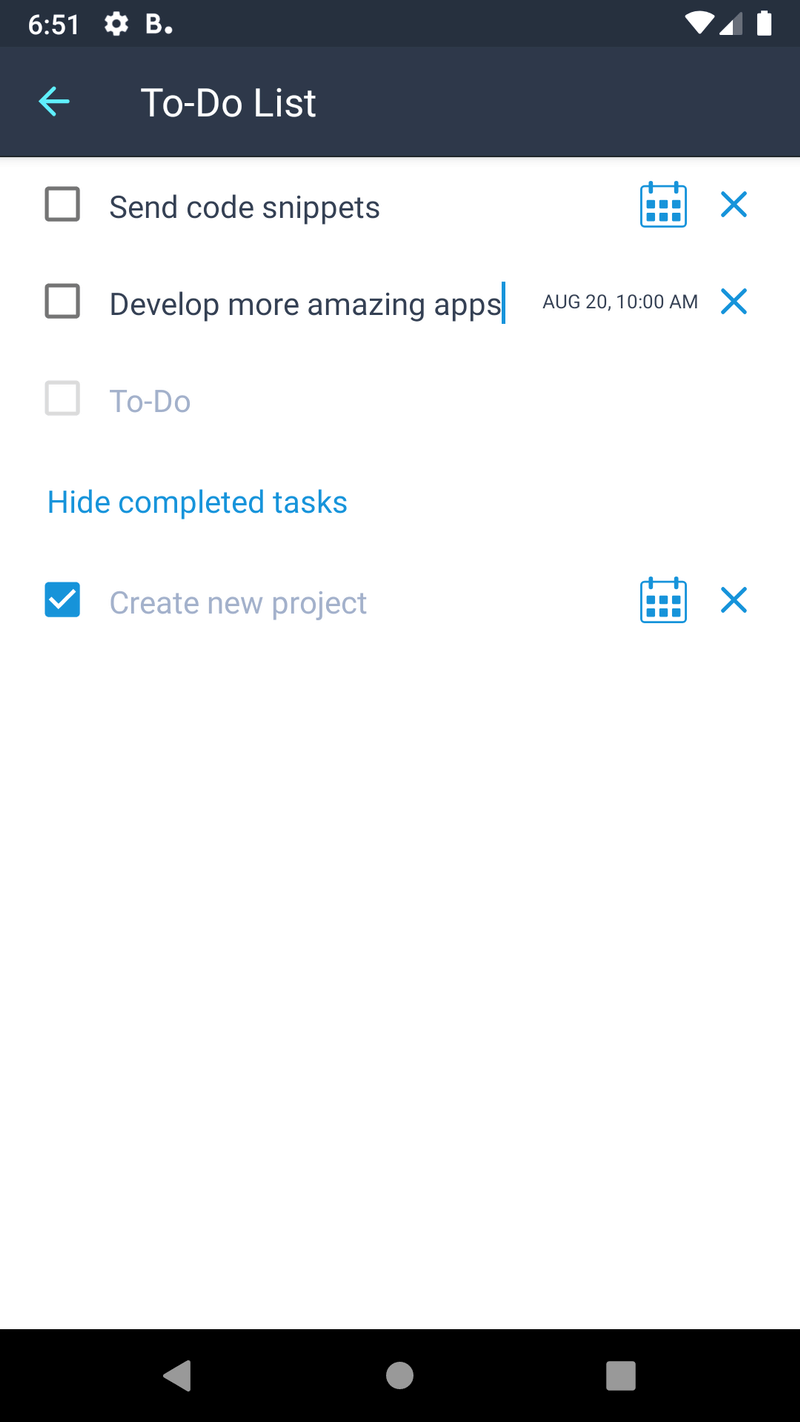 6:51 B.
To-Do List
Send code snippets
Develop more amazing apps AUG 20, 10:00 AM
To-Do
Hide completed tasks
Create new project